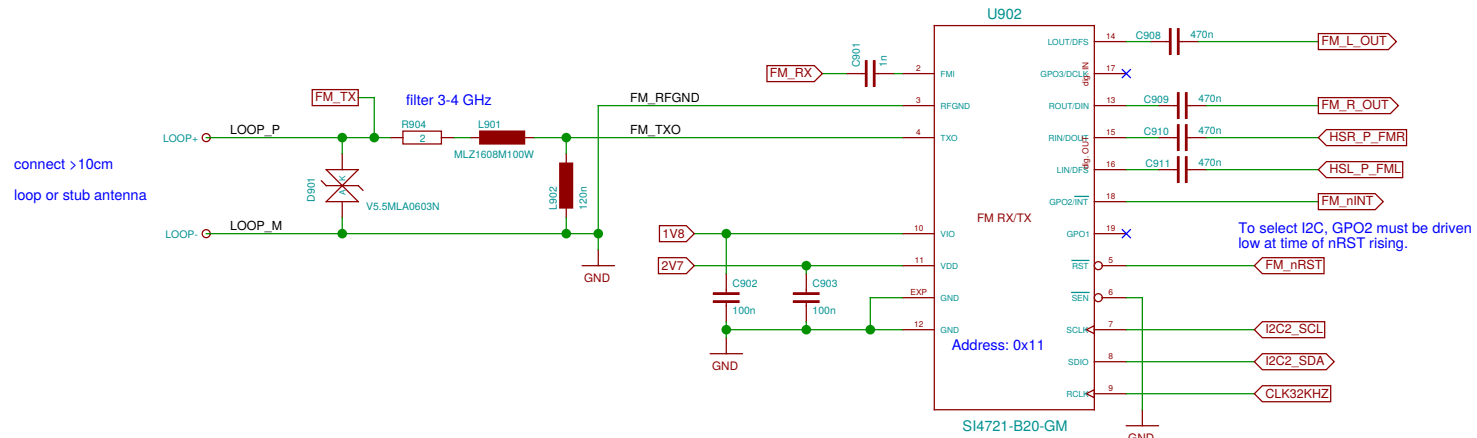 U902
LOUT/DFS
14
C908
470n
FM_L_OUT
C901
1n
dig. IN
FM_RX
2
FMI
GPO3/DCLK
17
FM_TX
filter 3-4 GHz
FM_RFGND
3
RFGND
ROUT/DIN
13
C909
470n
FM_R_OUT
LOOP+
LOOP_P
R904
2
L901
MLZ1608M100W
FM_TXO
4
TXO
RIN/DOUT
15
C910
470n
HSR_P_FMR
dig. OUT
connect >10cm
loop or stub antenna
D901
A
K
V5.5MLA0603N
L902
120n
LIN/DFS
16
C911
470n
HSL_P_FML
GPO2/INT
18
FM_nINT
FM RX/TX
LOOP-
LOOP_M
1V8
10
VIO
GPO1
19
To select I2C, GPO2 must be driven
low at time of nRST rising.
GND
2V7
11
VDD
RST
5
FM_nRST
C902
100n
C903
100n
EXP
GND
SEN
6
12
GND
SCLK
7
I2C2_SCL
Address: 0x11
GND
SDIO
8
I2C2_SDA
RCLK
9
CLK32KHZ
SI4721-B20-GM
GND